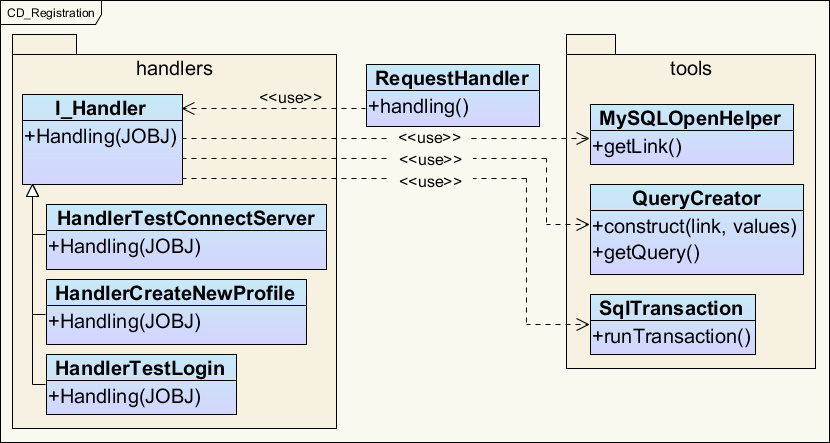 CD_Registration
handlers
I_Handler
+Handling(JOBJ)
HandlerTestConnectServer
+Handling(JOBJ)
HandlerCreateNewProfile
+Handling(JOBJ)
HandlerTestLogin
+Handling(JOBJ)
<<use>>
RequestHandler
+handling()
<<use>>
<<use>>
<<use>>
tools
MySQLOpenHelper
+getLink()
QueryCreator
+construct(link, values)
+getQuery()
SqlTransaction
+runTransaction()